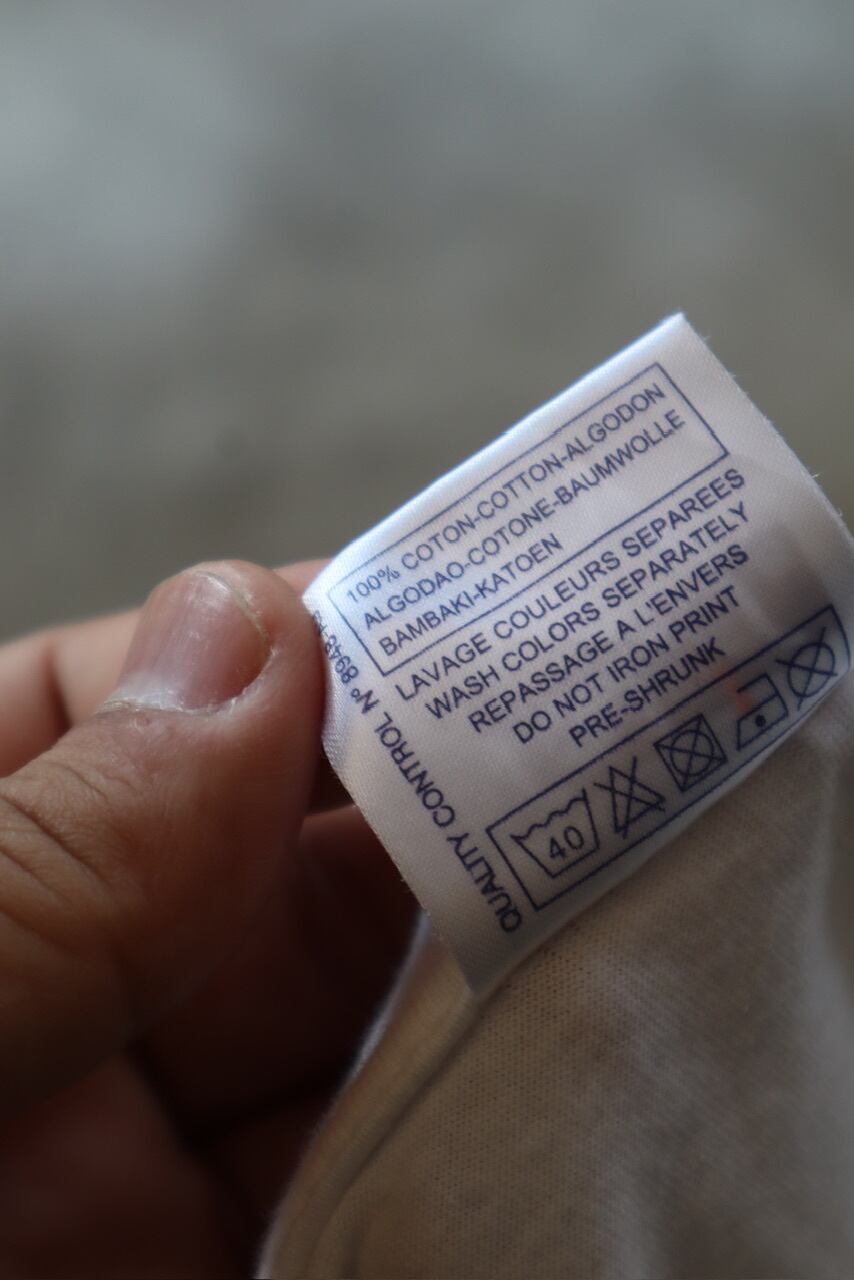 100% COTON-COTTON-ALGODON
ALGODAO-COTONE-BAUMWOLLE
BAMBAKI-KATOEN
LAVAGE COULEURS SEPAREES
WASH COLORS SEPARATELY
REPASSAGE A L'ENVERS
DO NOT IRON PRINT
PRE-SHRUNK
40
QUALITY CONTROL Nº